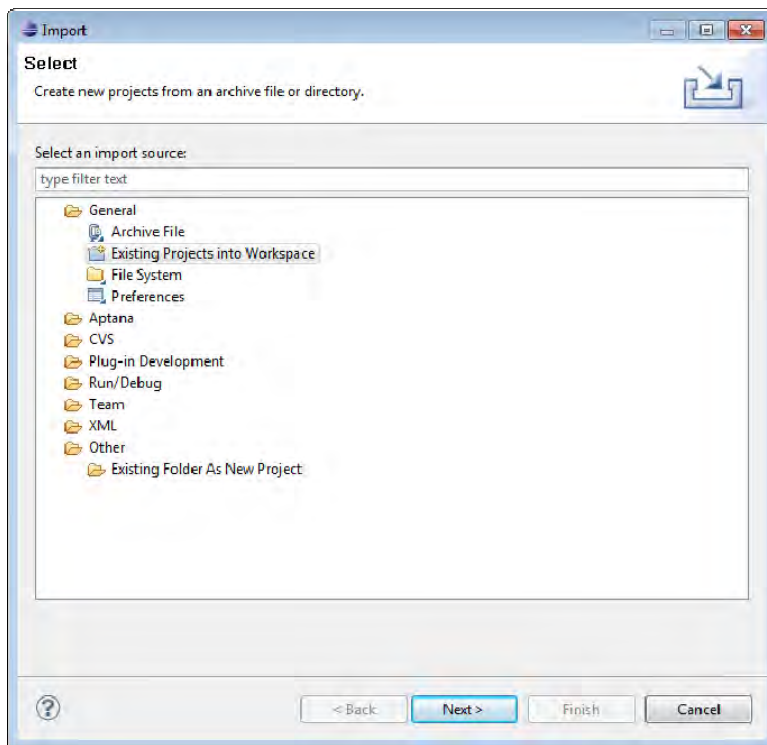 Import
Select
Create new projects from an archive file or directory.
Select an import source:
type filter text
General
Archive File
Existing Projects into Workspace
File System
Preferences
Aptana
CVS
Plug-in Development
Run/Debug
Team
XML
Other
Existing Folder As New Project
? < Back Next > Finish Cancel